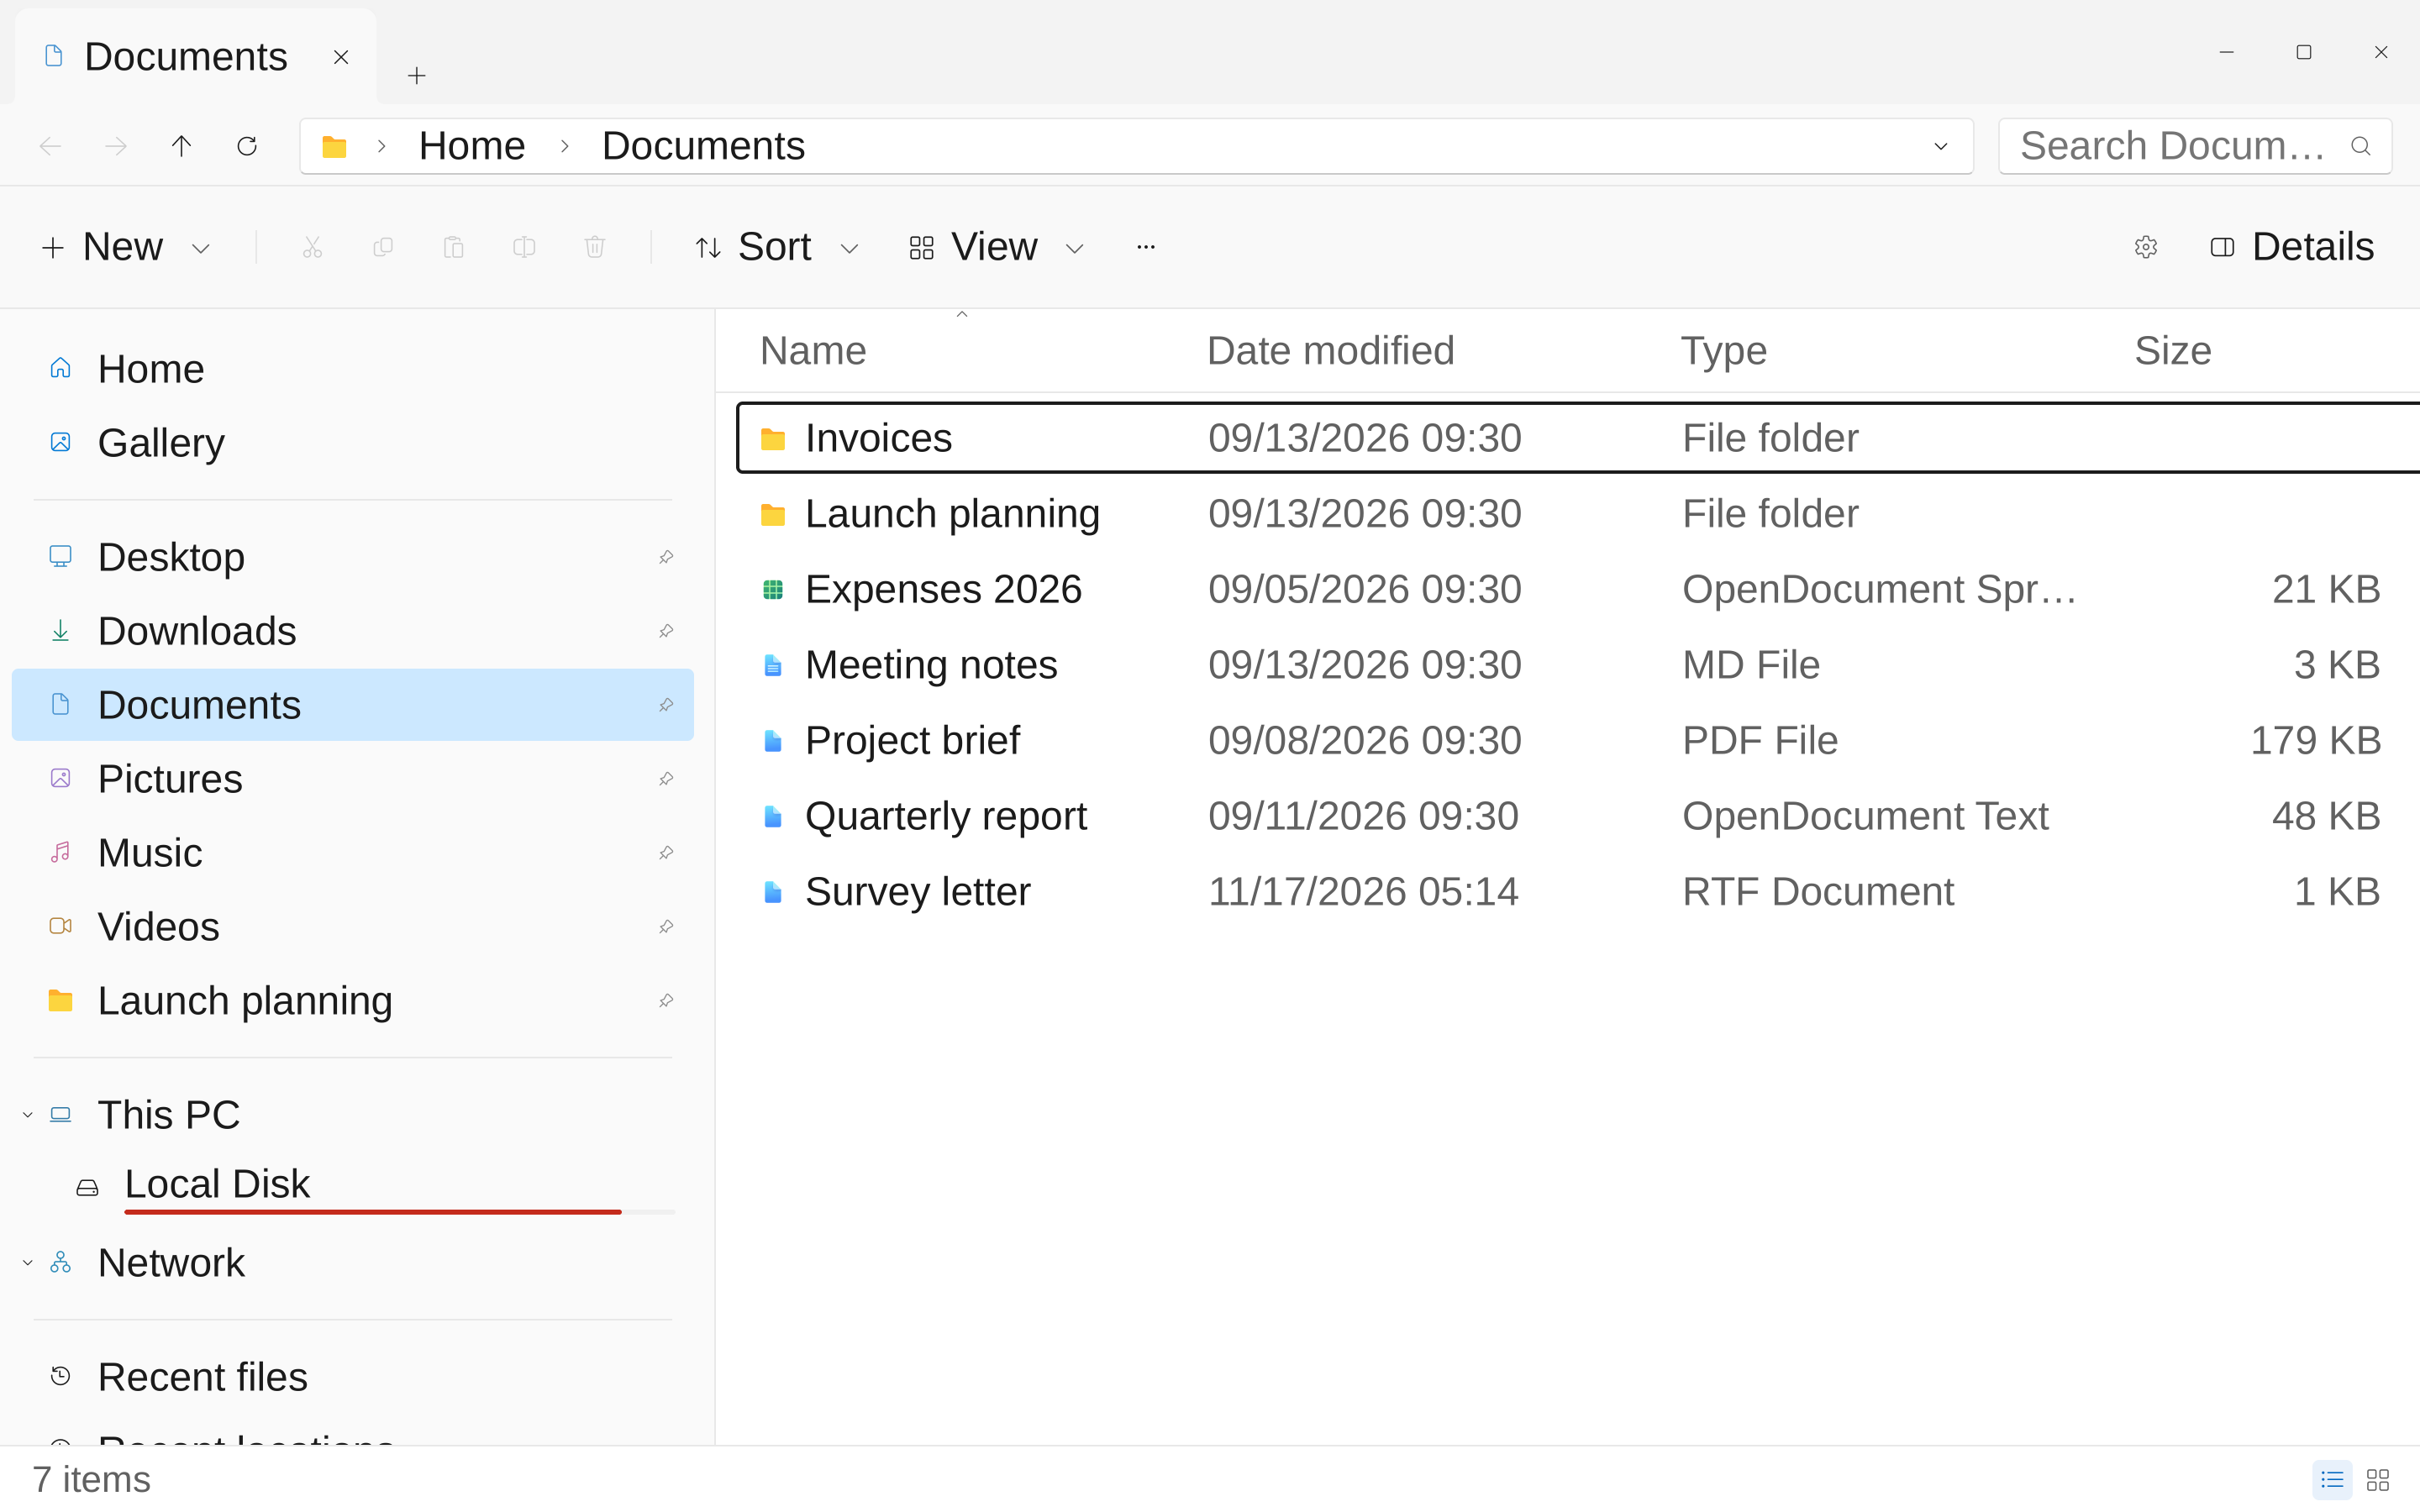 Documents
Home
Documents
Search Docum…
New
Sort
View
Details
Home
Gallery
Desktop
Downloads
Documents
Pictures
Music
Videos
Launch planning
This PC
Local Disk
Network
Recent files
Recent locations
Name Date modified Type Size
Invoices 09/13/2026 09:30 File folder
Launch planning 09/13/2026 09:30 File folder
Expenses 2026 09/05/2026 09:30 OpenDocument Spr… 21 KB
Meeting notes 09/13/2026 09:30 MD File 3 KB
Project brief 09/08/2026 09:30 PDF File 179 KB
Quarterly report 09/11/2026 09:30 OpenDocument Text 48 KB
Survey letter 11/17/2026 05:14 RTF Document 1 KB
7 items